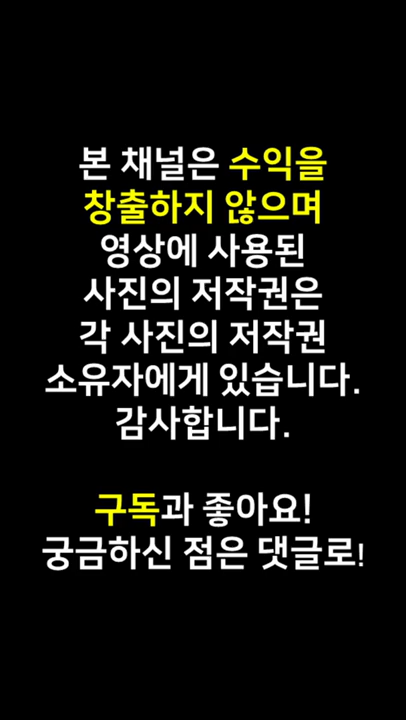 본 채널은 수익을
창출하지 않으며
영상에 사용된
사진의 저작권은
각 사진의 저작권
소유자에게 있습니다.
감사합니다.
구독과 좋아요!
궁금하신 점은 댓글로!